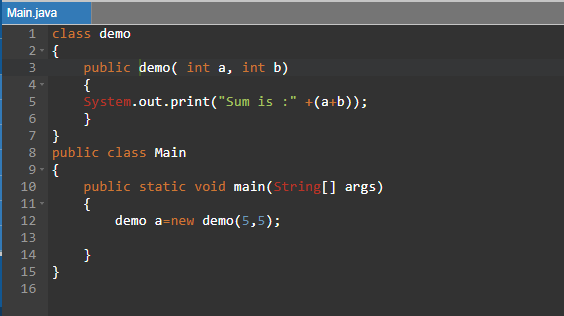 Main.java
1 class demo
2 {
3     public demo( int a, int b)
4     {
5     System.out.print("Sum is :" +(a+b));
6     }
7 }
8 public class Main
9 {
10     public static void main(String[] args)
11     {
12         demo a=new demo(5,5);
13
14     }
15 }
16